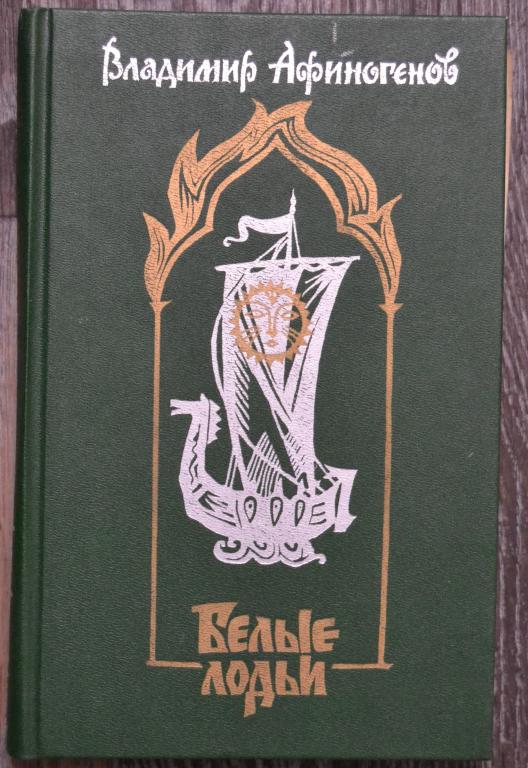 Владимир Афиногенов
Белые
лодьи